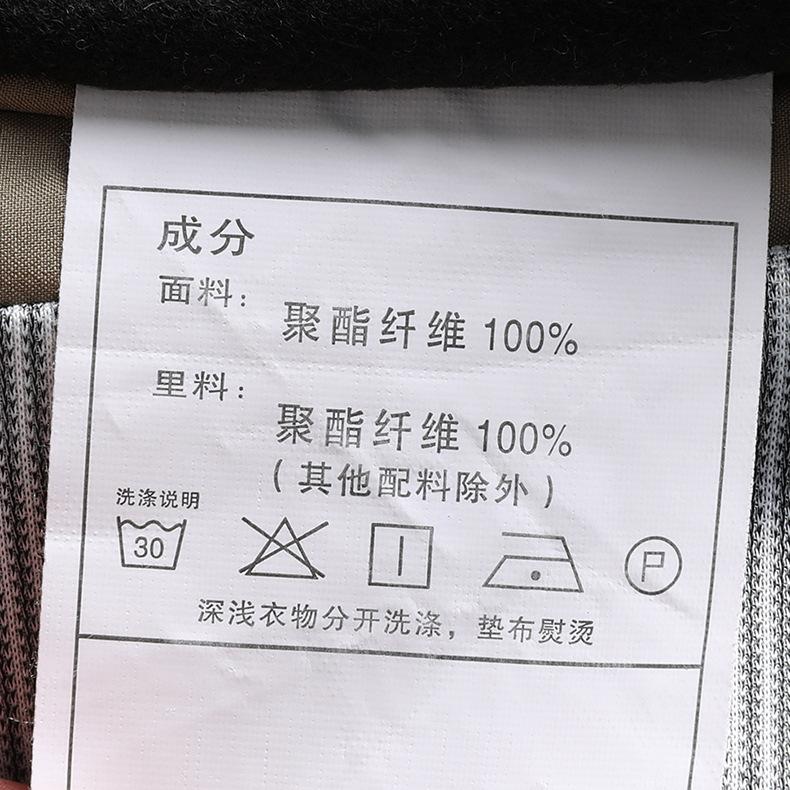 成分
面料：
聚酯纤维 100%
里料：
聚酯纤维 100%
（其他配料除外）
洗涤说明
30
P
深浅衣物分开洗涤，垫布熨烫